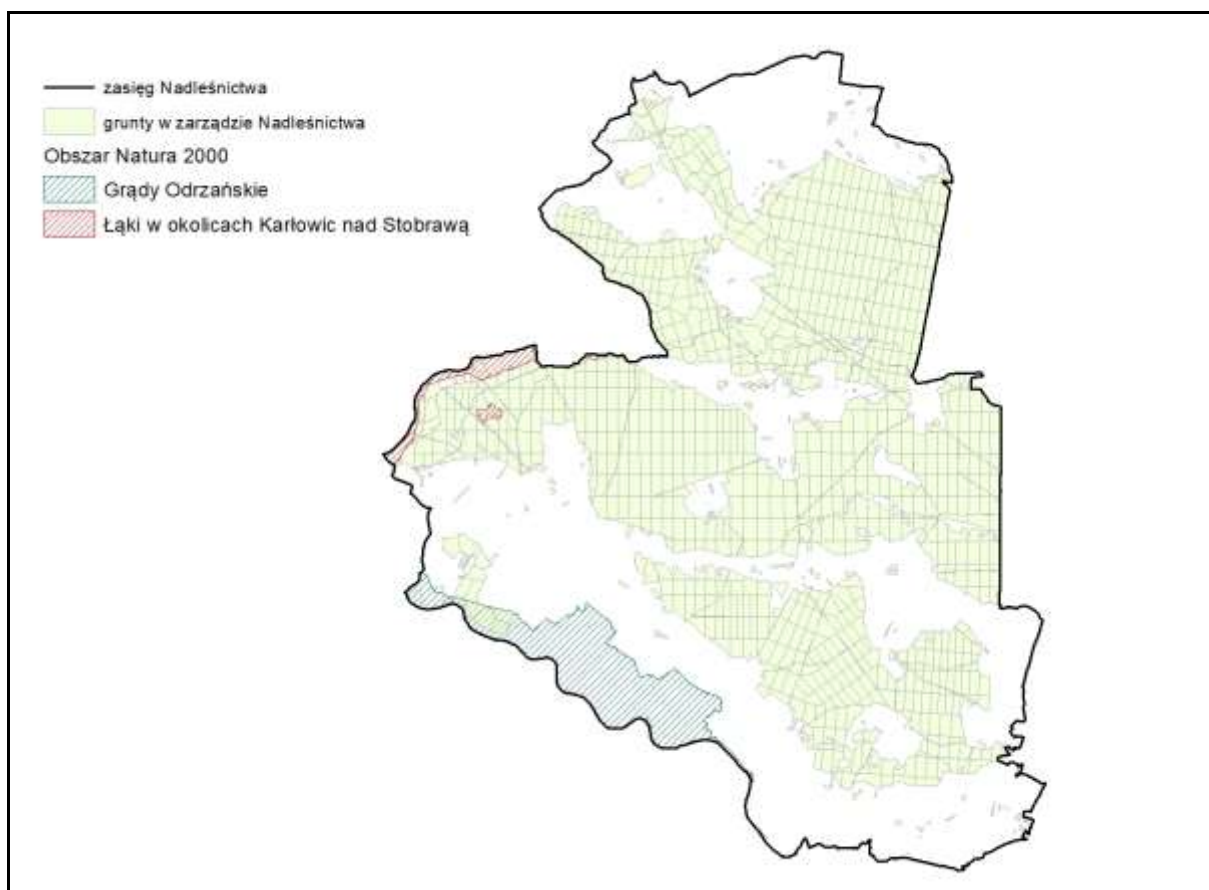 zasięg Nadleśnictwa
grunty w zarządzie Nadleśnictwa
Obszar Natura 2000
Grądy Odrzańskie
Łąki w okolicach Karłowic nad Stobrawą